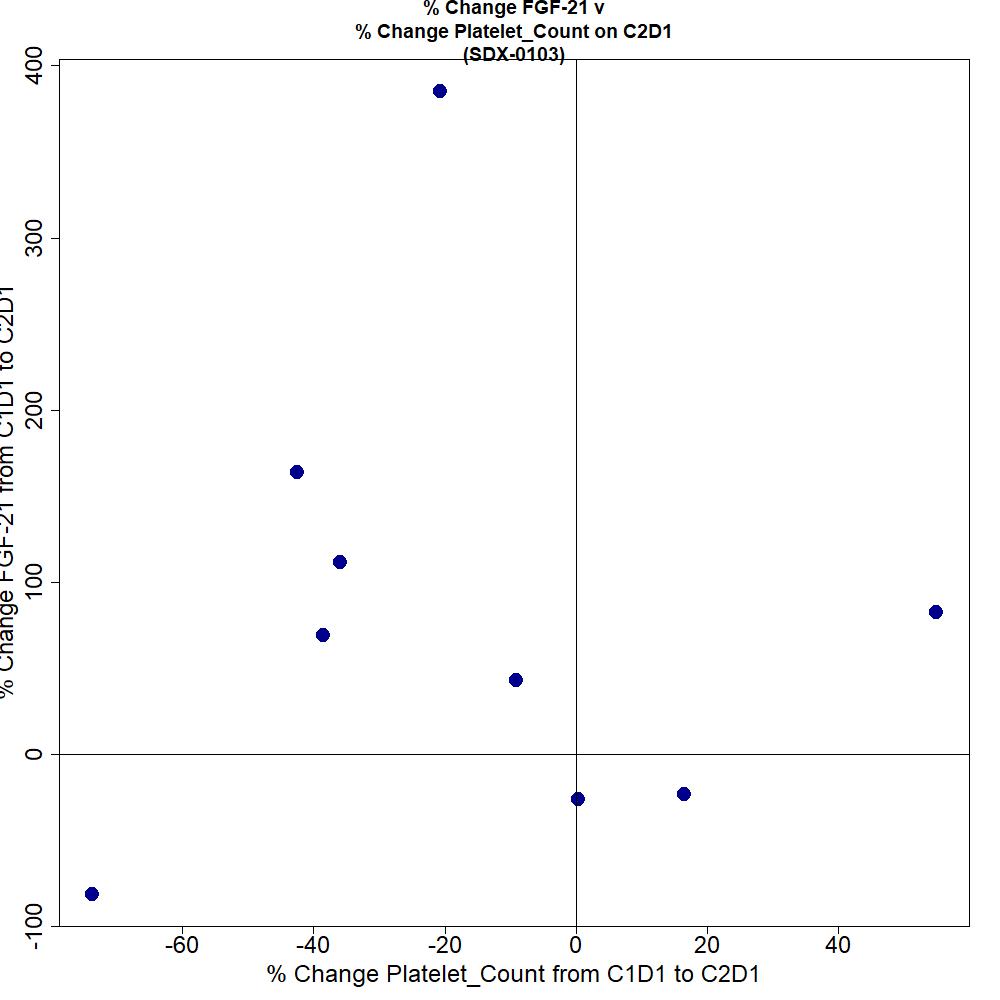 % Change FGF-21 v
% Change Platelet_Count on C2D1
(SDX-0103)
% Change FGF-21 from C1D1 to C2D1
400
300
200
100
0
-100
-60
-40
-20
0
20
40
% Change Platelet_Count from C1D1 to C2D1